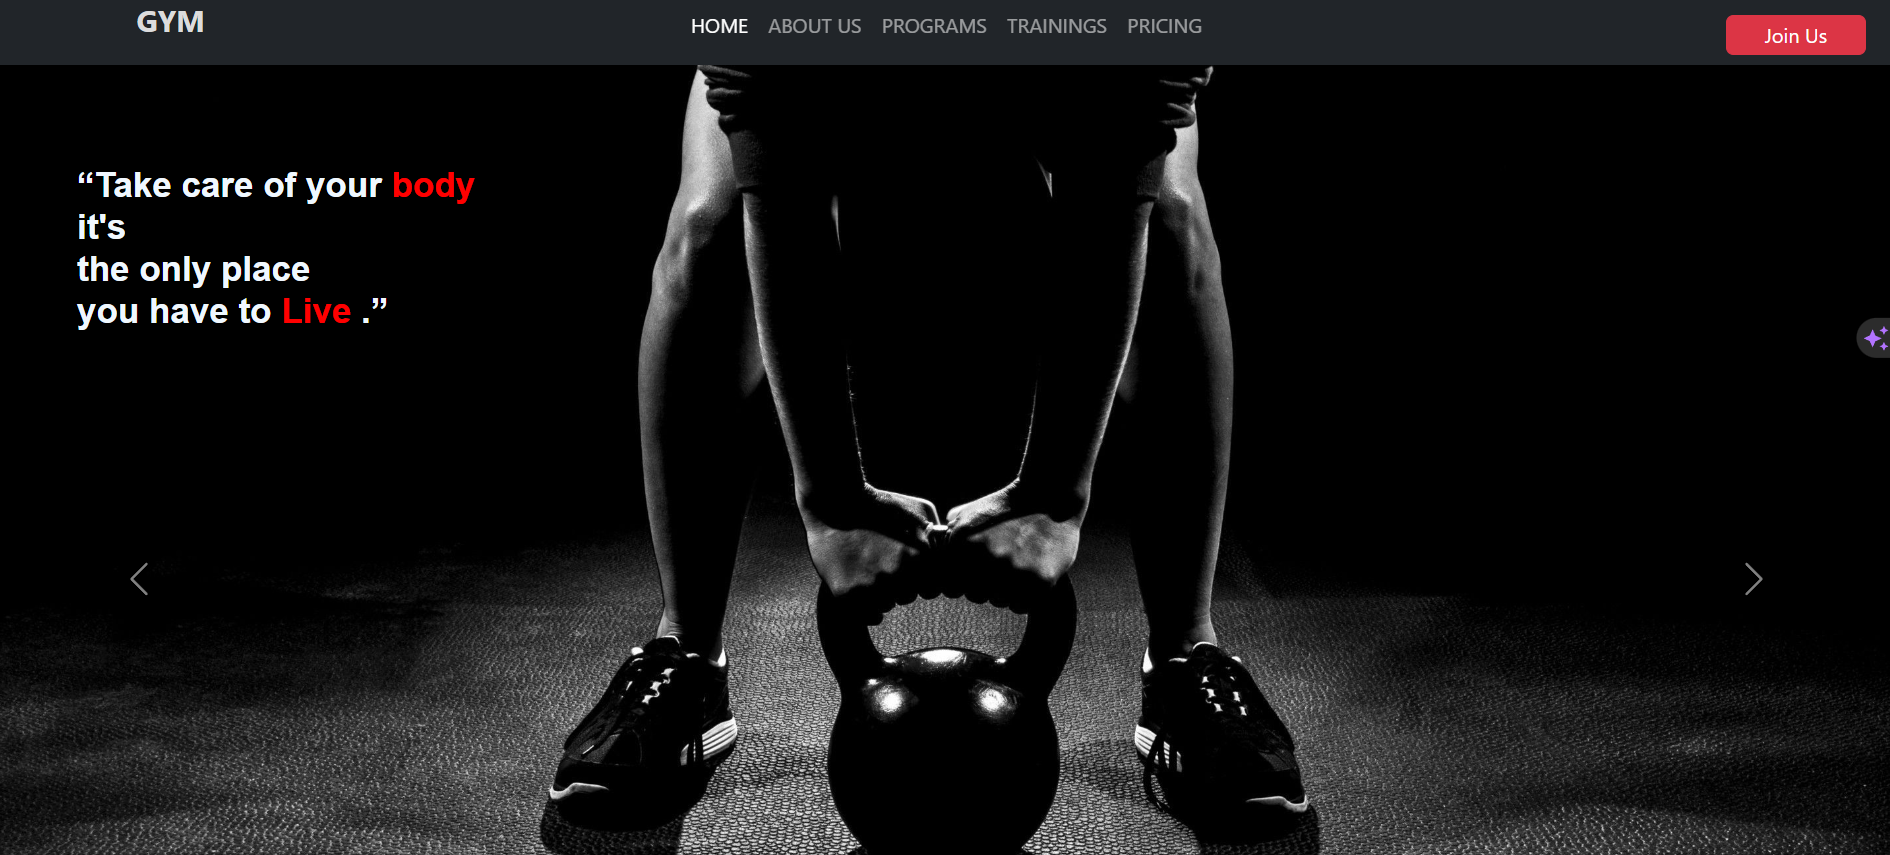 GYM
HOME ABOUT US PROGRAMS TRAININGS PRICING
Join Us
“Take care of your body
it's
the only place
you have to Live .”